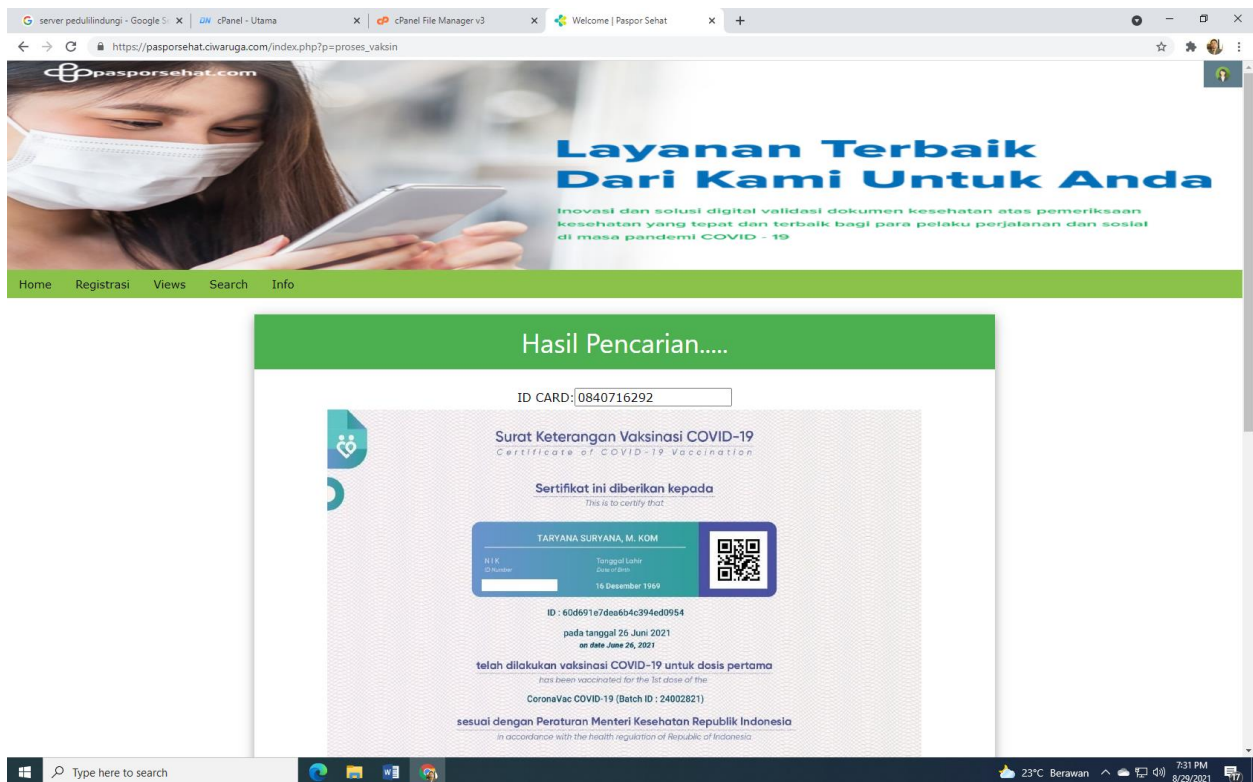 server pedulilindungi - Google Se
cPanel - Utama
cPanel File Manager v3
Welcome | Paspor Sehat
https://pasporsehat.ciwaruga.com/index.php?p=proses_vaksin
pasporsehat.com
Layanan Terbaik
Dari Kami Untuk Anda
Inovasi dan solusi digital validasi dokumen kesehatan atas pemeriksaan
kesehatan yang tepat dan terbaik bagi para pelaku perjalanan dan sosial
di masa pandemi COVID - 19
Home Registrasi Views Search Info
Hasil Pencarian.....
ID CARD: 0840716292
Surat Keterangan Vaksinasi COVID-19
Certificate of COVID-19 Vaccination
Sertifikat ini diberikan kepada
This is to certify that
TARYANA SURYANA, M. KOM
NIK Tanggal Lahir
ID Number Date of Birth
16 Desember 1969
ID : 60d691e7dea6b4c394ed0954
pada tanggal 26 Juni 2021
on date June 26, 2021
telah dilakukan vaksinasi COVID-19 untuk dosis pertama
has been vaccinated for the 1st dose of the
CoronaVac COVID-19 (Batch ID : 24002821)
sesuai dengan Peraturan Menteri Kesehatan Republik Indonesia
in accordance with the health regulation of Republic of Indonesia
Type here to search
23°C Berawan
7:31 PM
8/29/2021
17